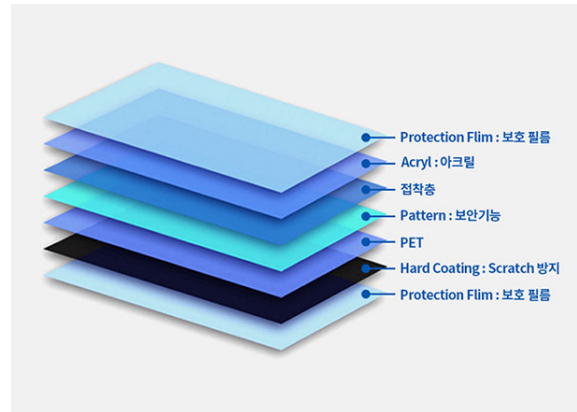 Protection Flim : 보호 필름
Acryl : 아크릴
접착층
Pattern : 보안기능
PET
Hard Coating : Scratch 방지
Protection Flim : 보호 필름